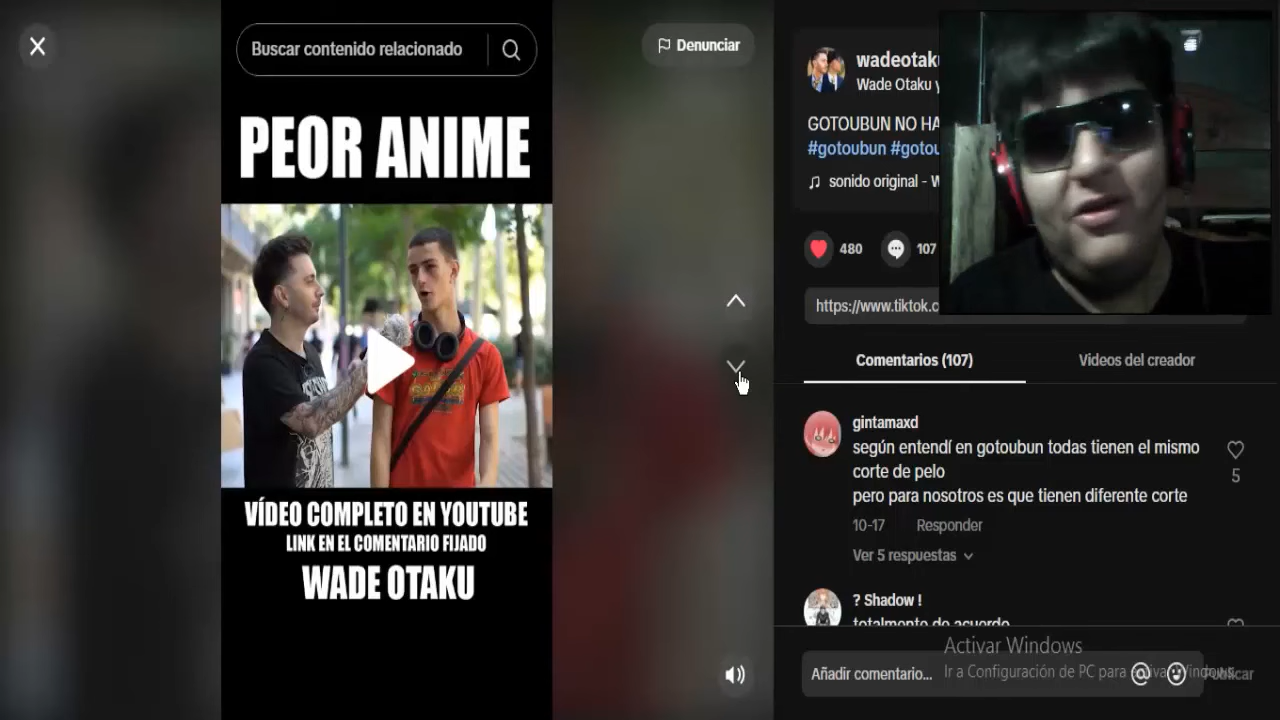 Buscar contenido relacionado
Denunciar
PEOR ANIME
VÍDEO COMPLETO EN YOUTUBE
LINK EN EL COMENTARIO FIJADO
WADE OTAKU
wadeotaku
Wade Otaku y
GOTOUBUN NO HA
#gotoubun #gotou
sonido original - W
480
107
https://www.tiktok.c
Comentarios (107)
Videos del creador
gintamaxd
según entendí en gotoubun todas tienen el mismo
corte de pelo
pero para nosotros es que tienen diferente corte
5
10-17 Responder
Ver 5 respuestas
? Shadow !
totalmente de acuerdo
Activar Windows
Añadir comentario...
Ir a Configuración de PC para activar Windows.
Publicar